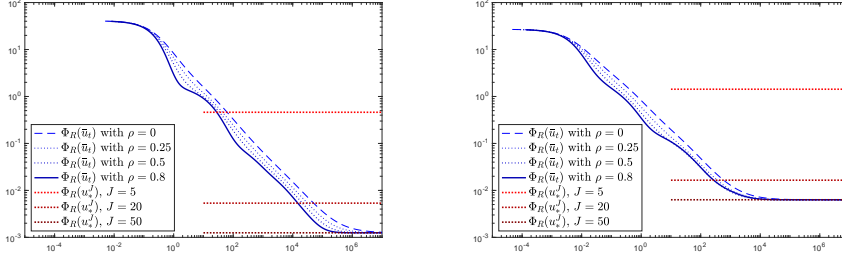 10^2
10^1
10^0
10^-1
10^-2
10^-3
10^-4
10^-2
10^0
10^2
10^4
10^6
Φ_R(ū_t) with ρ = 0
Φ_R(ū_t) with ρ = 0.25
Φ_R(ū_t) with ρ = 0.5
Φ_R(ū_t) with ρ = 0.8
Φ_R(u_*^J), J = 5
Φ_R(u_*^J), J = 20
Φ_R(u_*^J), J = 50
10^2
10^1
10^0
10^-1
10^-2
10^-3
10^-4
10^-2
10^0
10^2
10^4
10^6
Φ_R(ū_t) with ρ = 0
Φ_R(ū_t) with ρ = 0.25
Φ_R(ū_t) with ρ = 0.5
Φ_R(ū_t) with ρ = 0.8
Φ_R(u_*^J), J = 5
Φ_R(u_*^J), J = 20
Φ_R(u_*^J), J = 50